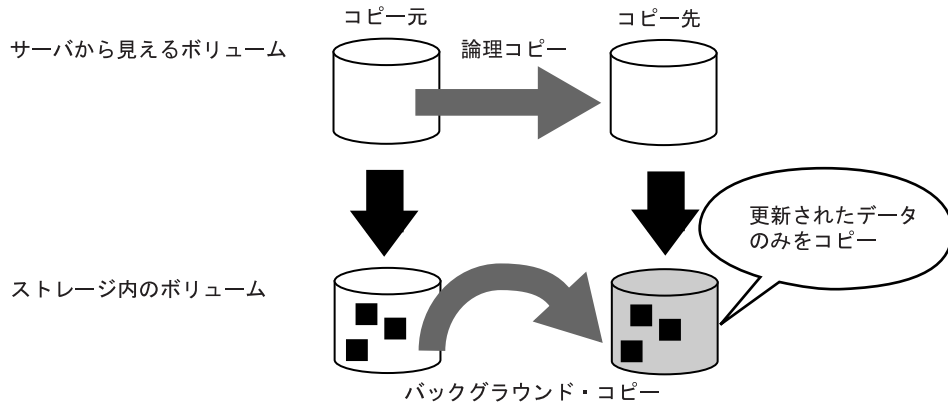 コピー元
コピー先
サーバから見えるボリューム
論理コピー
更新されたデータ
のみをコピー
ストレージ内のボリューム
バックグラウンド・コピー